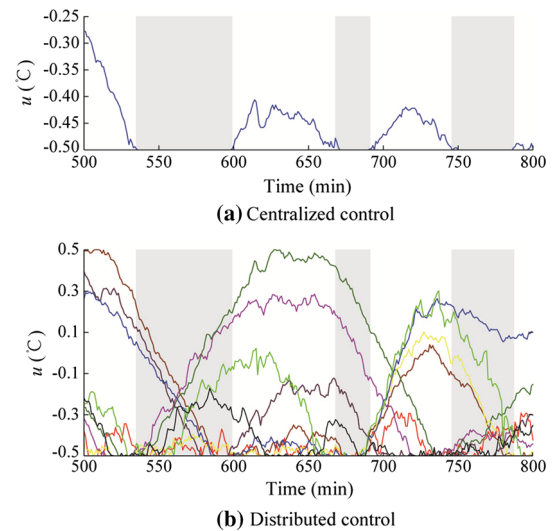 -0.25
-0.30
-0.35
-0.40
-0.45
-0.50
u (℃)
500 550 600 650 700 750 800
Time (min)
(a) Centralized control
0.5
0.3
0.1
-0.1
-0.3
-0.5
u (℃)
500 550 600 650 700 750 800
Time (min)
(b) Distributed control